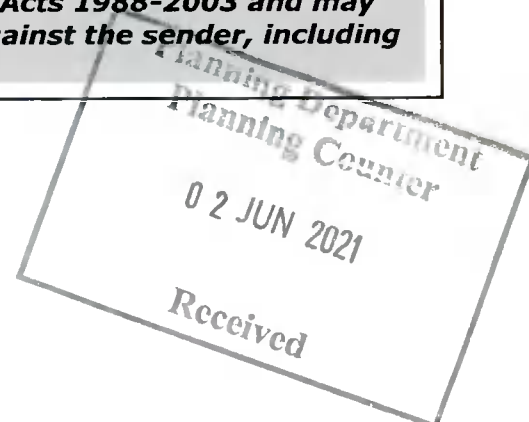 Acts 1988-2003 and may
ainst the sender, including
Planning Department
Planning Counter
02 JUN 2021
Received